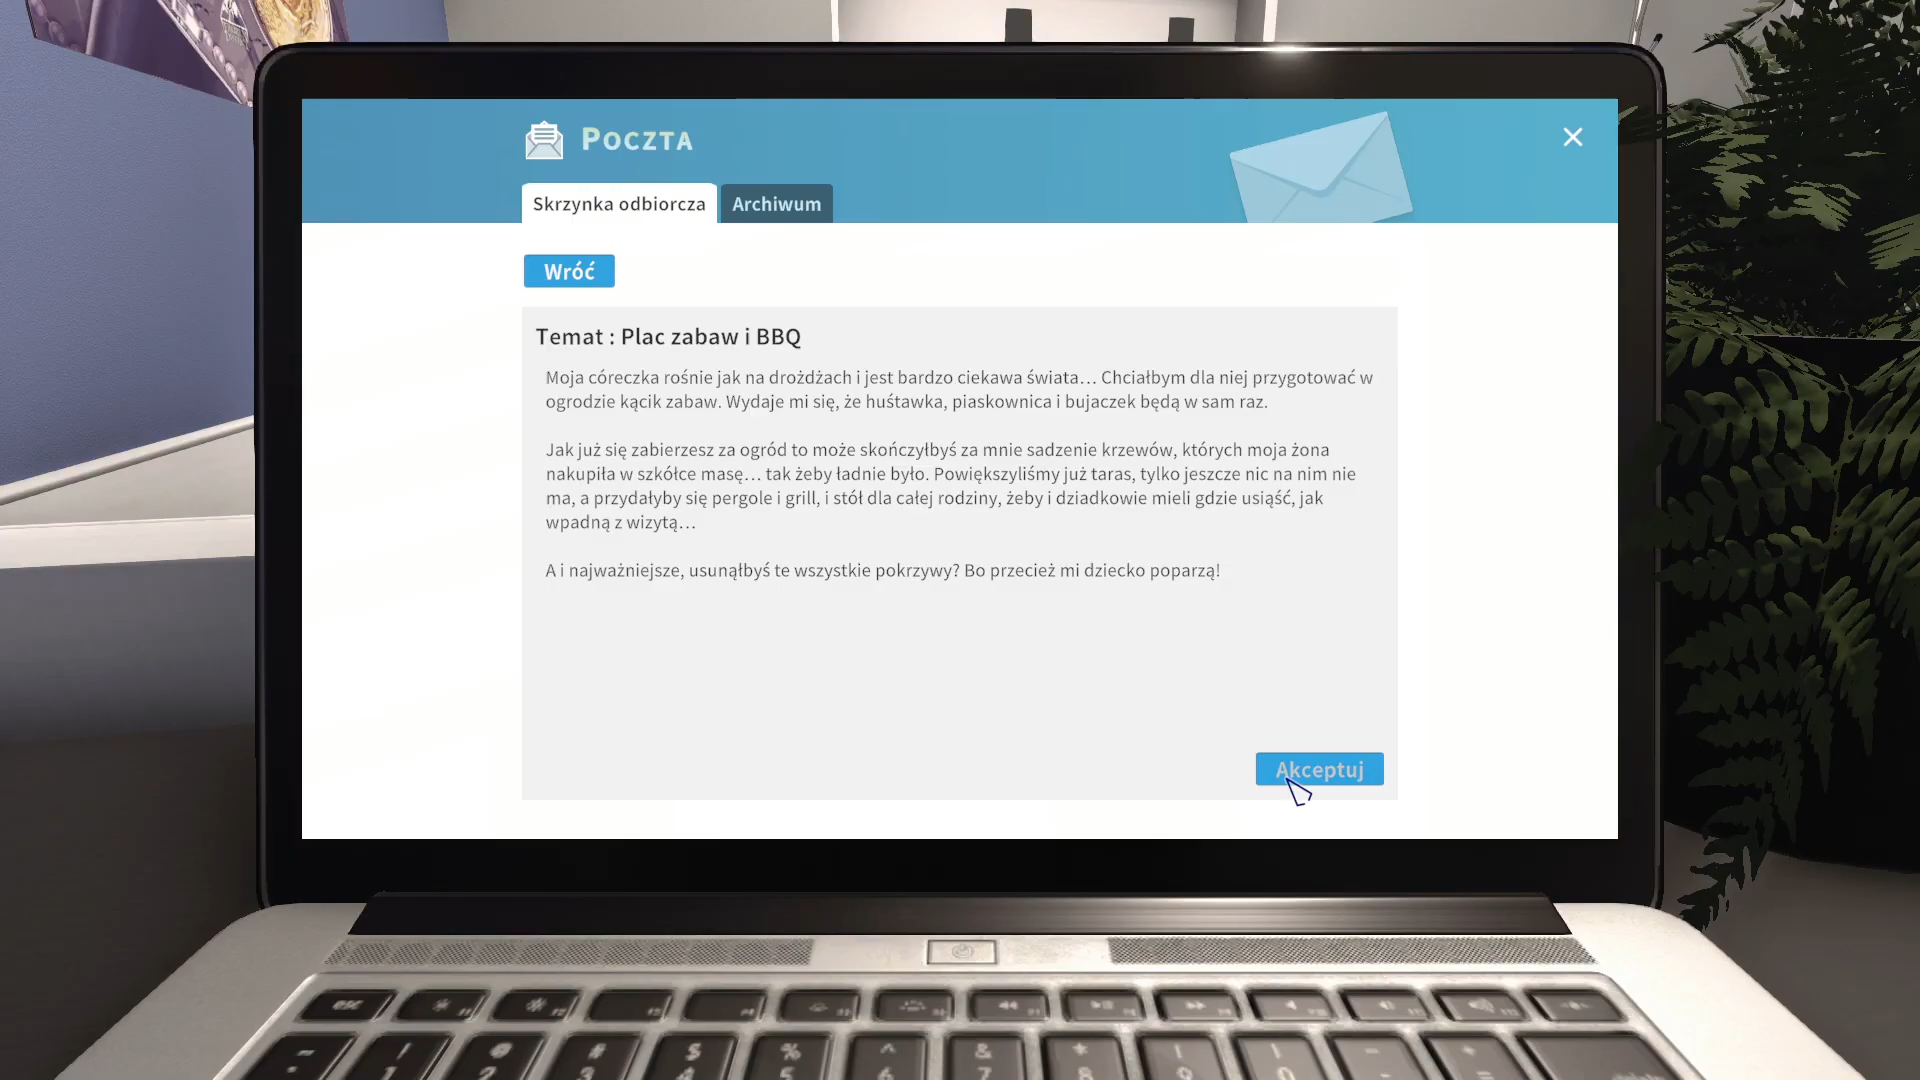 Poczta
Skrzynka odbiorcza
Archiwum
Wróć
Temat : Plac zabaw i BBQ
Moja córeczka rośnie jak na drożdżach i jest bardzo ciekawa świata... Chciałbym dla niej przygotować w
ogrodzie kącik zabaw. Wydaje mi się, że huśtawka, piaskownica i bujaczek będą w sam raz.
Jak już się zabierzesz za ogród to może skończyłbyś za mnie sadzenie krzewów, których moja żona
nakupiła w szkółce masę... tak żeby ładnie było. Powiększyliśmy już taras, tylko jeszcze nic na nim nie
ma, a przydałyby się pergole i grill, i stół dla całej rodziny, żeby i dziadkowie mieli gdzie usiąść, jak
wpadną z wizytą...
A i najważniejsze, usunąłbyś te wszystkie pokrzywy? Bo przecież mi dziecko poparzą!
Akceptuj
esc